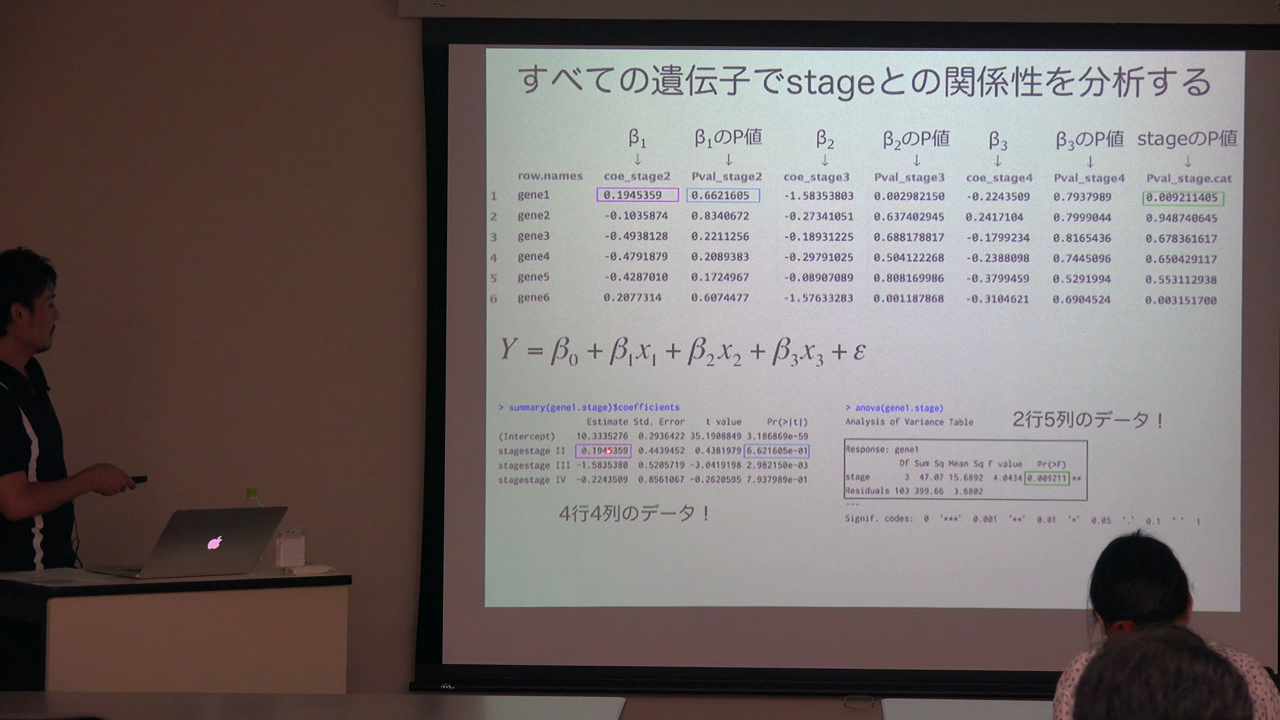 すべての遺伝子でstageとの関係性を分析する
β1 β1のP値 β2 β2のP値 β3 β3のP値 stageのP値
↓ ↓ ↓ ↓ ↓ ↓ ↓
row.names coe_stage2 Pval_stage2 coe_stage3 Pval_stage3 coe_stage4 Pval_stage4 Pval_stage.cat
1 gene1 0.1945359 0.6621605 -1.58353803 0.002982150 -0.2243509 0.7937989 0.009211405
2 gene2 -0.1035874 0.8340672 -0.27341051 0.637402945 0.2417104 0.7999044 0.948740645
3 gene3 -0.4938128 0.2211256 -0.18931225 0.688178817 -0.1799234 0.8165436 0.678361617
4 gene4 -0.4791879 0.2089383 -0.29791025 0.504122268 -0.2388098 0.7445096 0.650429117
5 gene5 -0.4287010 0.1724967 -0.08907089 0.808169986 -0.3799459 0.5291994 0.553112938
6 gene6 0.2077314 0.6074477 -1.57633283 0.001187868 -0.3104621 0.6904524 0.003151700
Y = β0 + β1x1 + β2x2 + β3x3 + ε
> summary(gene1.stage)$coefficients
Estimate Std. Error t value Pr(>|t|)
(Intercept) 10.3335276 0.2936422 35.1908849 3.186869e-59
stagestage II 0.1945359 0.4439452 0.4381979 6.621605e-01
stagestage III -1.5835380 0.5205719 -3.0419198 2.982150e-03
stagestage IV -0.2243509 0.8561067 -0.2620595 7.937989e-01
4行4列のデータ！
> anova(gene1.stage)
Analysis of Variance Table
2行5列のデータ！
Response: gene1
Df Sum Sq Mean Sq F value Pr(>F)
stage 3 47.07 15.6892 4.0434 0.009211 **
Residuals 103 399.66 3.8802
---
Signif. codes: 0 '***' 0.001 '**' 0.01 '*' 0.05 '.' 0.1 ' ' 1